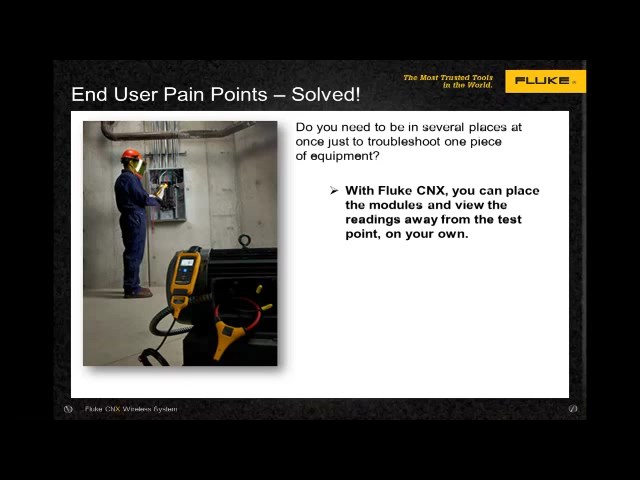 The Most Trusted Tools
in the World.
FLUKE
End User Pain Points – Solved!
Do you need to be in several places at
once just to troubleshoot one piece
of equipment?
➢ With Fluke CNX, you can place
the modules and view the
readings away from the test
point, on your own.
Fluke CNX Wireless System